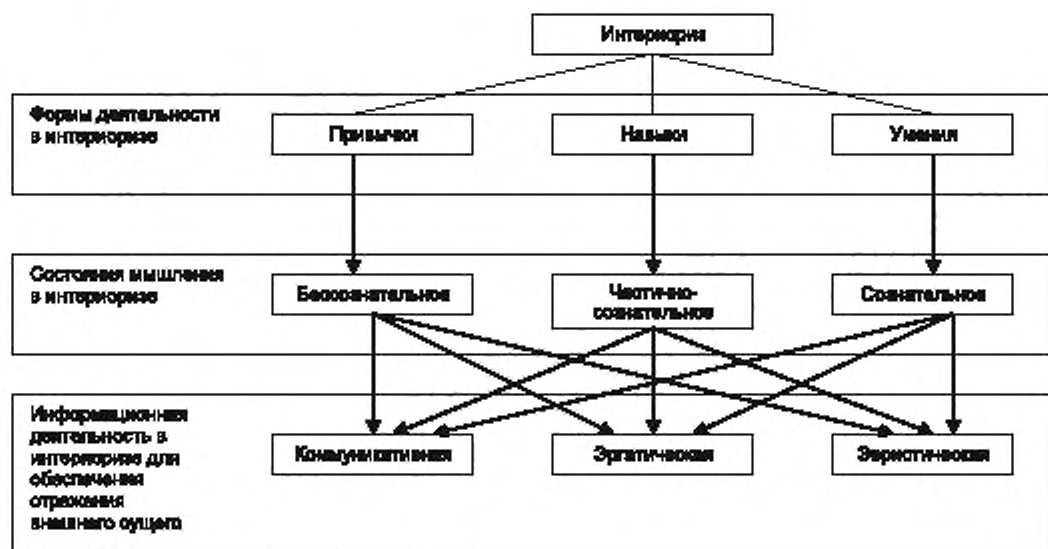 Интериориз
Формы деятельности
в интериоризе
Привычки
Навыки
Умения
Состояния мышления
в интериоризе
Бессознательное
Частично-
сознательное
Сознательное
Информационная
деятельность в
интериоризе для
обеспечения
отражения
внешнего сущего
Коммуникативная
Эргатическая
Эвристическая